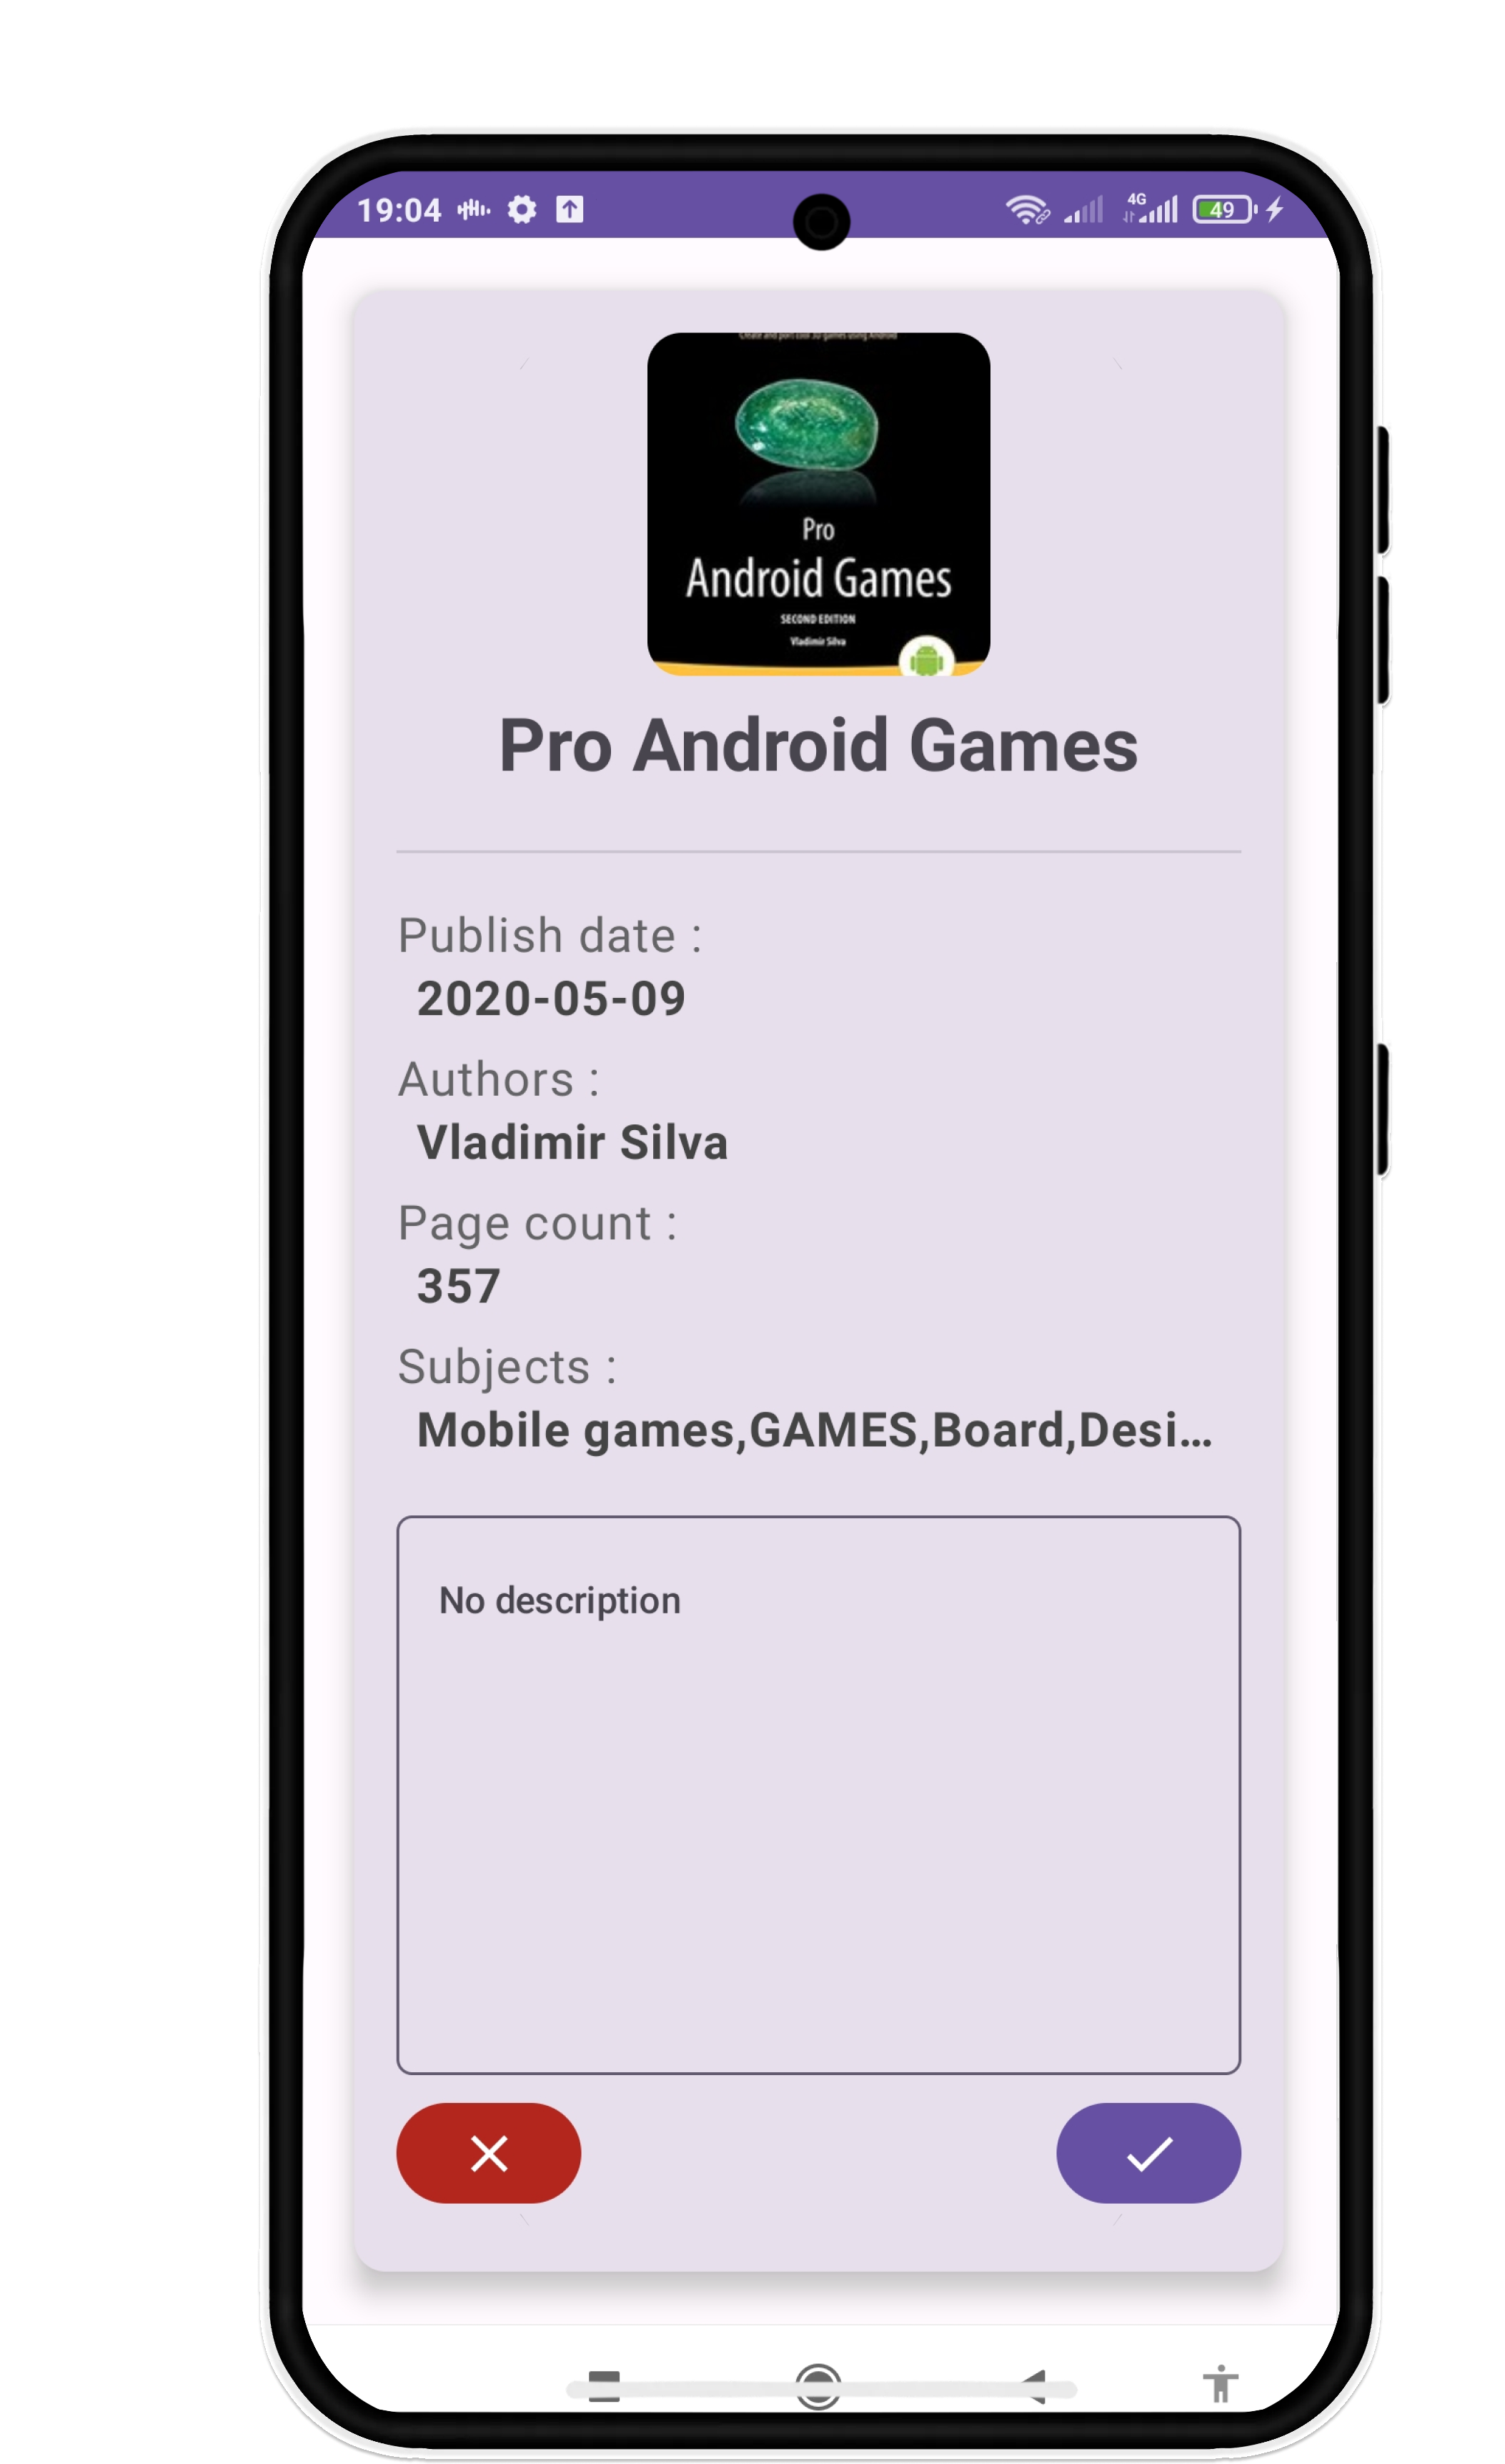 19:04
4G
49
Create and port cool 3D games using Android
Pro
Android Games
SECOND EDITION
Vladimir Silva
Pro Android Games
Publish date :
2020-05-09
Authors :
Vladimir Silva
Page count :
357
Subjects :
Mobile games,GAMES,Board,Desi...
No description